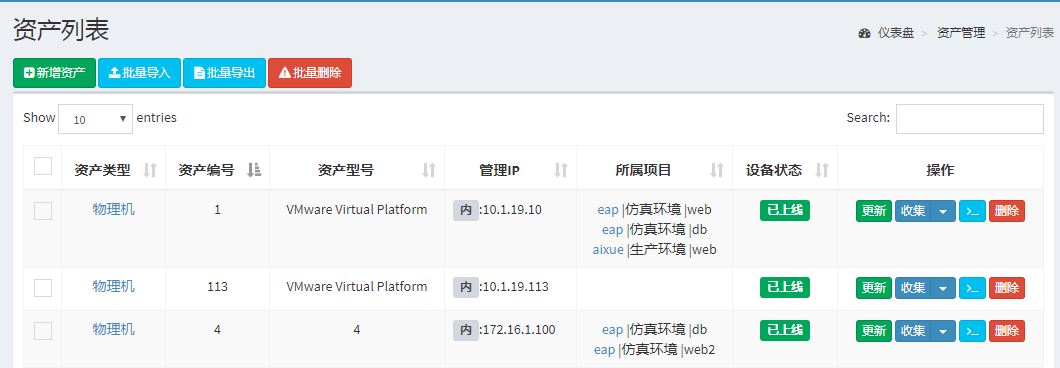 资产列表
仪表盘 > 资产管理 > 资产列表
新增资产 批量导入 批量导出 批量删除
Show 10 entries Search:
资产类型 资产编号 资产型号 管理IP 所属项目 设备状态 操作
物理机 1 VMware Virtual Platform 内:10.1.19.10 eap |仿真环境 |web 已上线 更新 收集 >_ 删除
eap |仿真环境 |db
aixue |生产环境 |web
物理机 113 VMware Virtual Platform 内:10.1.19.113 已上线 更新 收集 >_ 删除
物理机 4 4 内:172.16.1.100 eap |仿真环境 |db 已上线 更新 收集 >_ 删除
eap |仿真环境 |web2